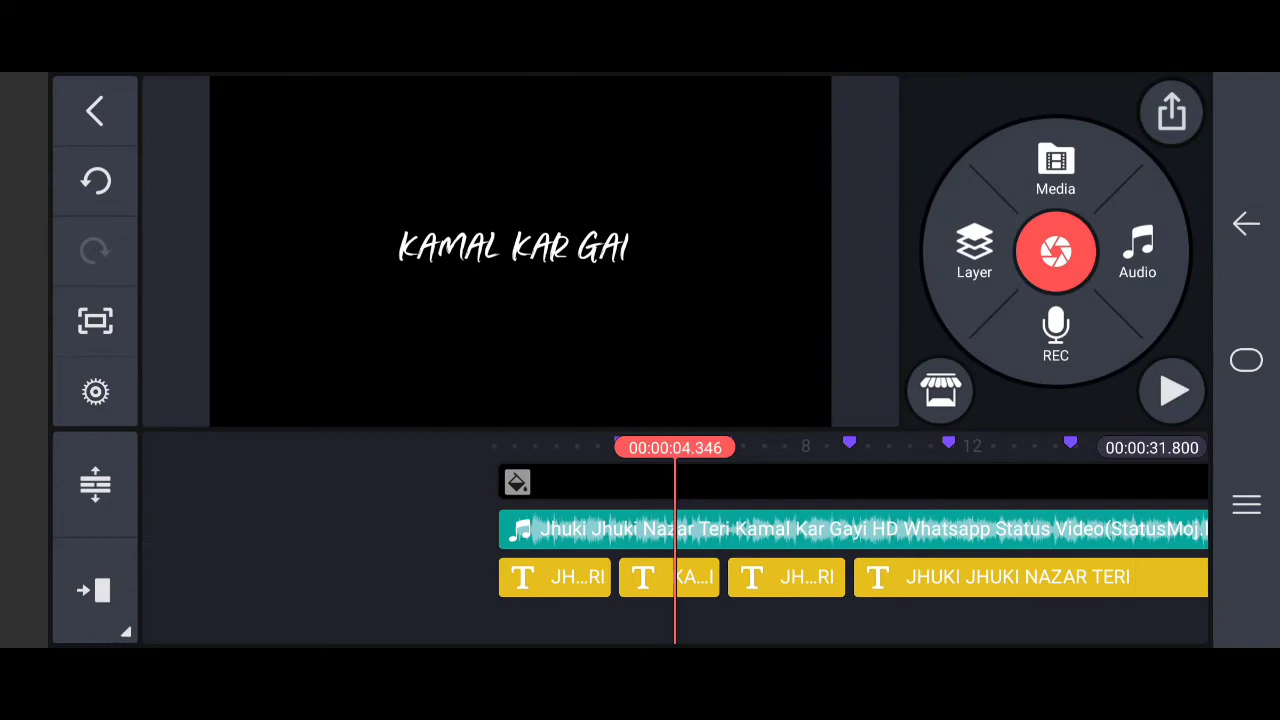 KAMAL KAR GAI
Media
Layer
Audio
REC
00:00:04.346
8
12
00:00:31.800
Jhuki Jhuki Nazar Teri Kamal Kar Gayi HD Whatsapp Status Video(StatusMoj.
T JH...RI
T KA...I
T JH...RI
T JHUKI JHUKI NAZAR TERI